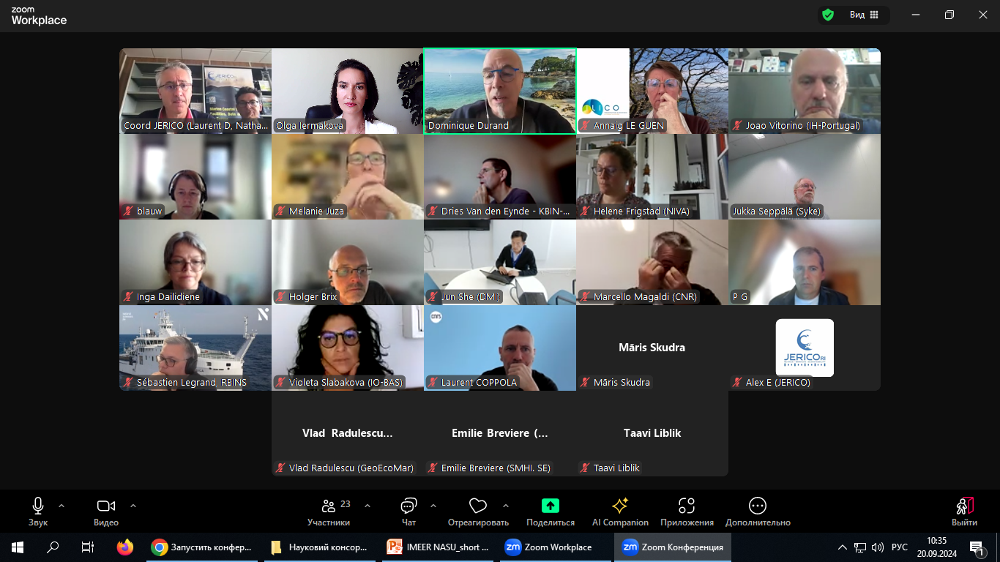 zoom
Workplace
Вид
JERICO
Coord JERICO (Laurent D, Natha...
Olga Iermakova
Dominique Durand
ILICO
Annaig LE GUEN
Joao Vitorino (IH-Portugal)
blauw
Melanie Juza
Dries Van den Eynde - KBIN-...
Helene Frigstad (NIVA)
Jukka Seppälä (Syke)
Inga Dailidiene
Holger Brix
Jun She (DMI)
Marcello Magaldi (CNR)
P G
Sébastien Legrand, RBINS
Violeta Slabakova (IO-BAS)
cnrs
Laurent COPPOLA
Māris Skudra
Māris Skudra
JERICO RI
Alex E (JERICO)
Vlad Radulescu...
Vlad Radulescu (GeoEcoMar)
Emilie Breviere (...
Emilie Breviere (SMHI. SE)
Taavi Liblik
Taavi Liblik
Звук
Видео
23
Участники
Чат
Отреагировать
Поделиться
AI Companion
Приложения
Дополнительно
Выйти
Запустить конфер...
Науковий консор...
IMEER NASU_short ...
zm Zoom Workplace
zm Zoom Конференция
РУС
10:35
20.09.2024
1